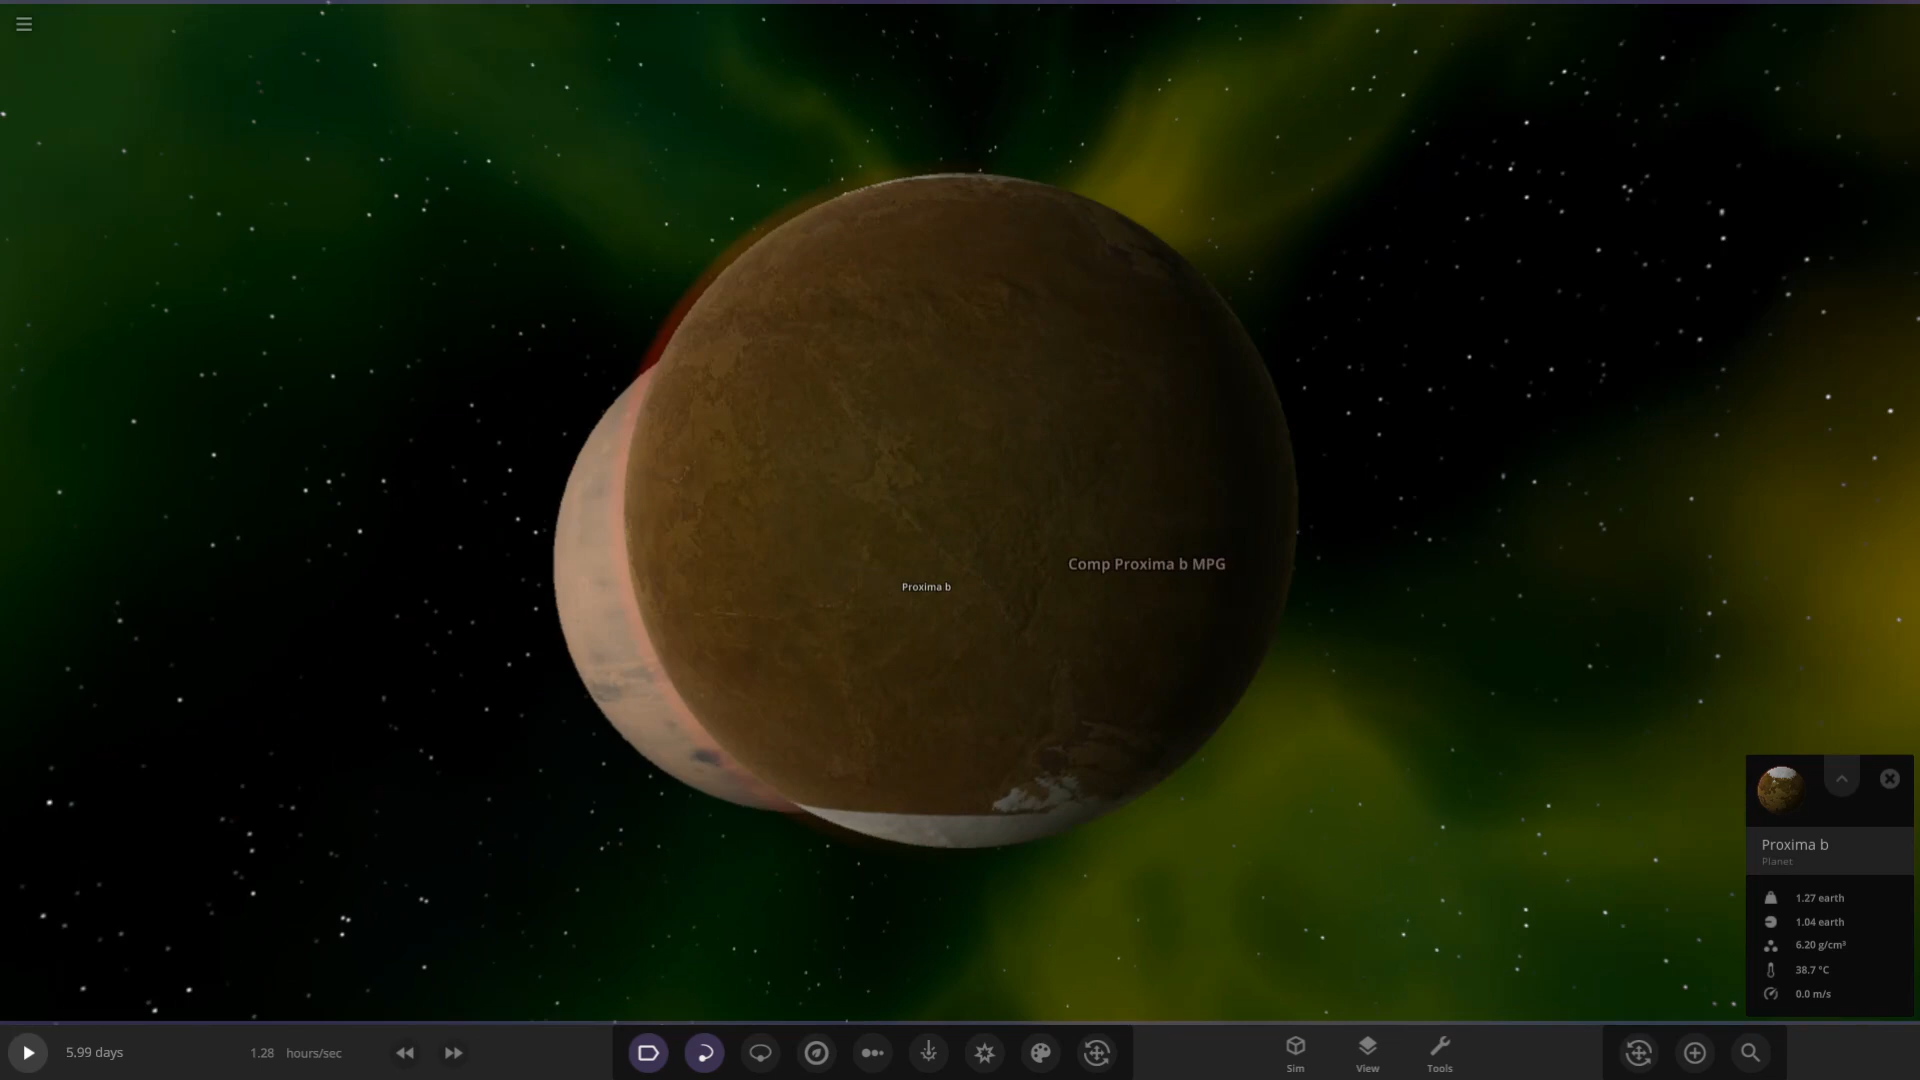 Comp Proxima b MPG
Proxima b
Proxima b
Planet
1.27 earth
1.04 earth
6.20 g/cm³
38.7 °C
0.0 m/s
5.99 days
1.28 hours/sec
Sim
View
Tools